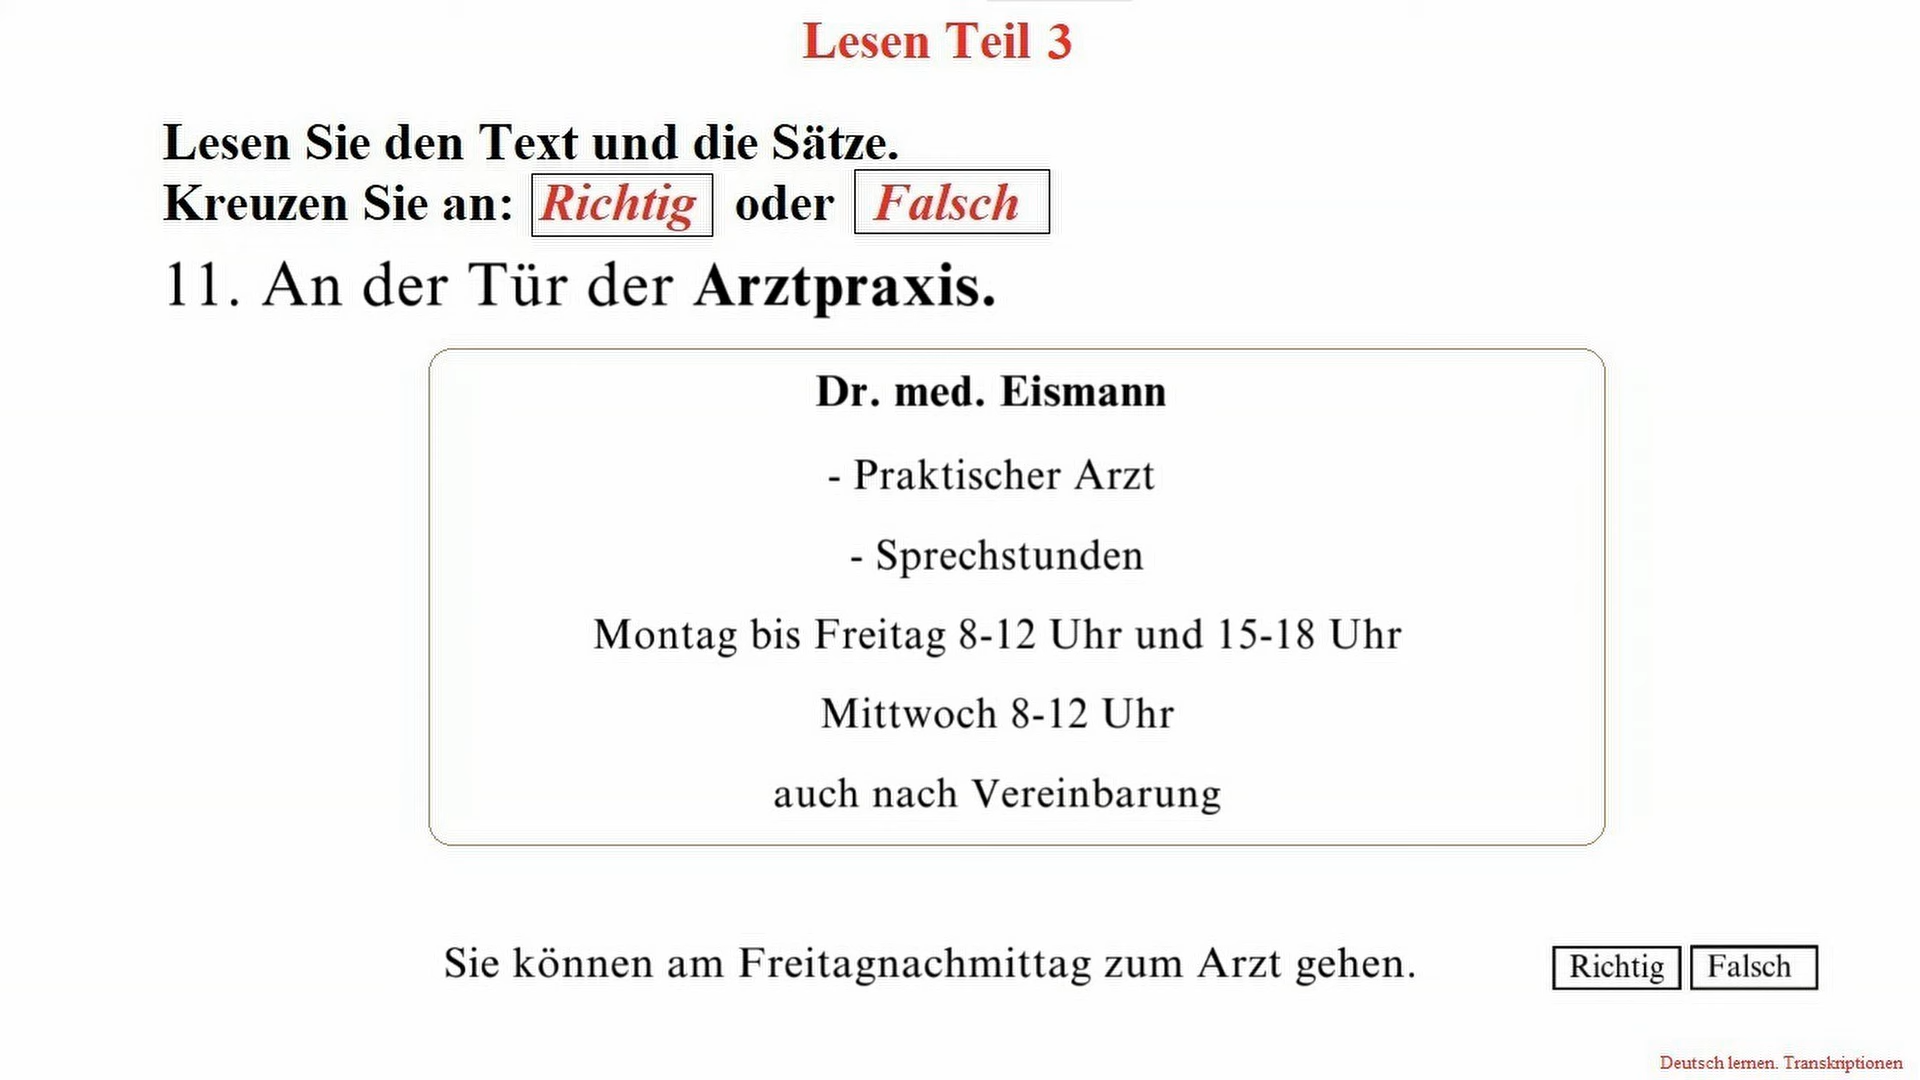 Lesen Teil 3
Lesen Sie den Text und die Sätze.
Kreuzen Sie an: Richtig oder Falsch
11. An der Tür der Arztpraxis.
Dr. med. Eismann
- Praktischer Arzt
- Sprechstunden
Montag bis Freitag 8-12 Uhr und 15-18 Uhr
Mittwoch 8-12 Uhr
auch nach Vereinbarung
Sie können am Freitagnachmittag zum Arzt gehen. Richtig Falsch
Deutsch lernen. Transkriptionen